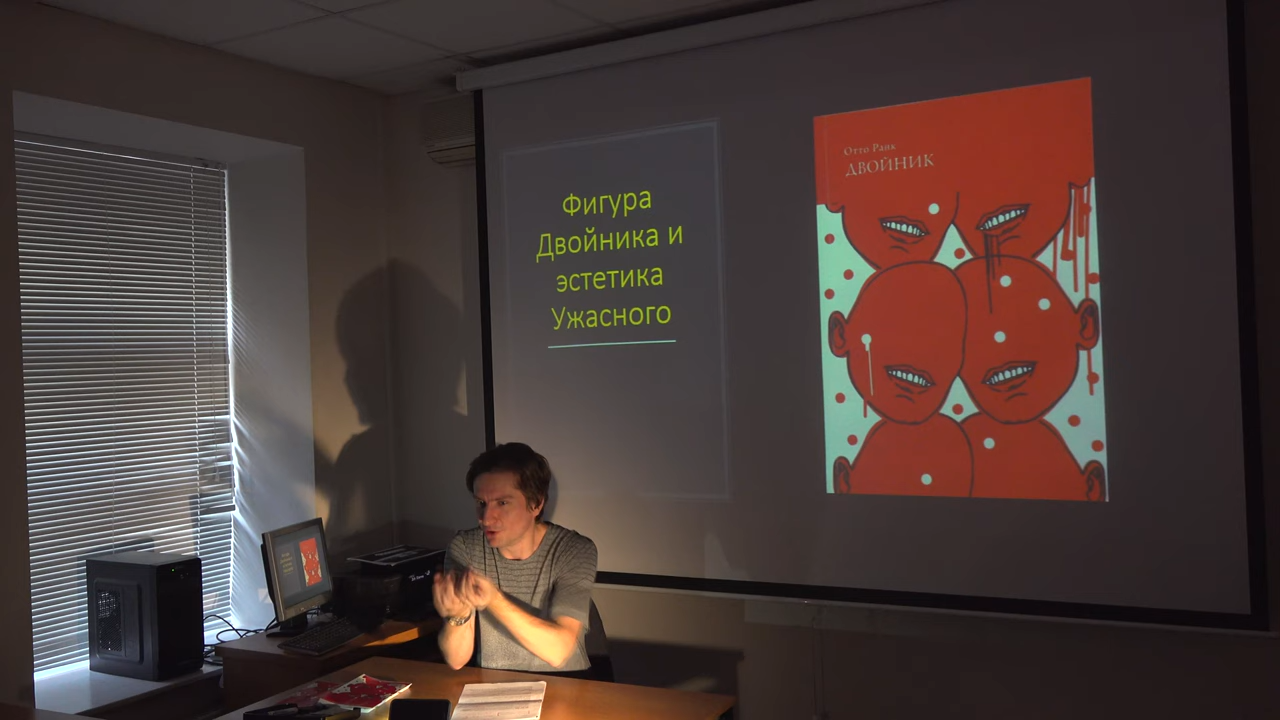 Фигура
Двойника и
эстетика
Ужасного
Отто Ранк
ДВОЙНИК